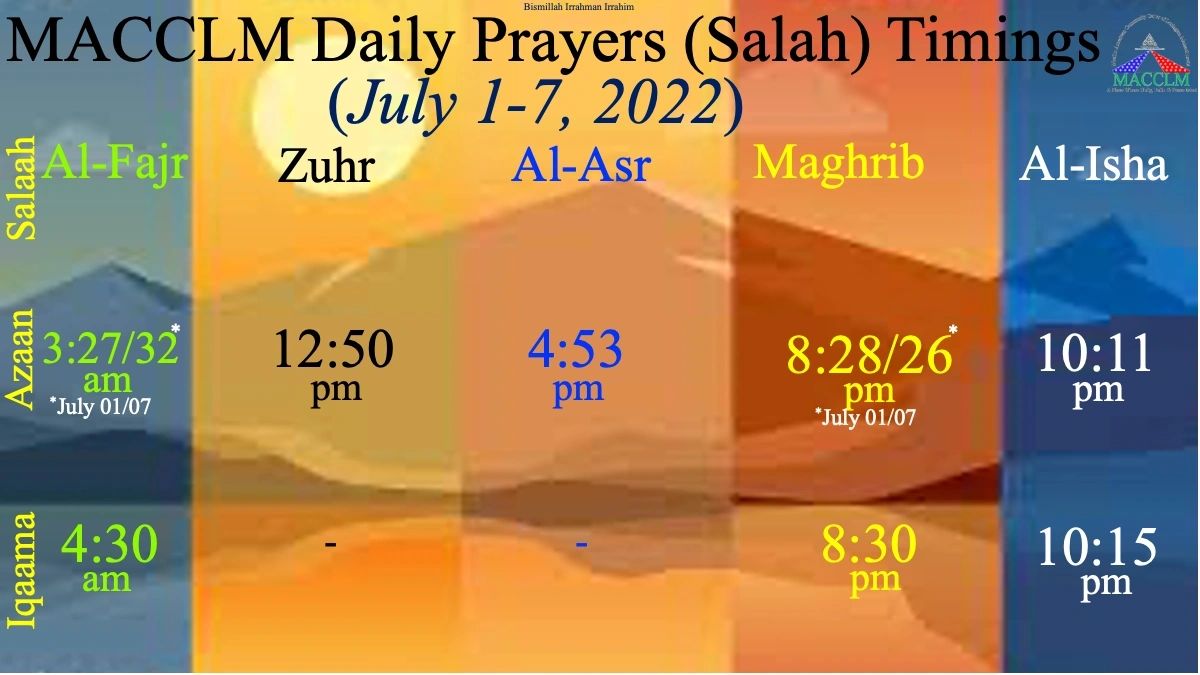 Bismillah Irrahman Irrahim
MACCLM Daily Prayers (Salah) Timings
(July 1-7, 2022)
MACCLM
Salaah Al-Fajr Zuhr Al-Asr Maghrib Al-Isha
Azaan 3:27/32* 12:50 4:53 8:28/26* 10:11
am pm pm pm pm
*July 01/07 *July 01/07
Iqaama 4:30 - - 8:30 10:15
am pm pm